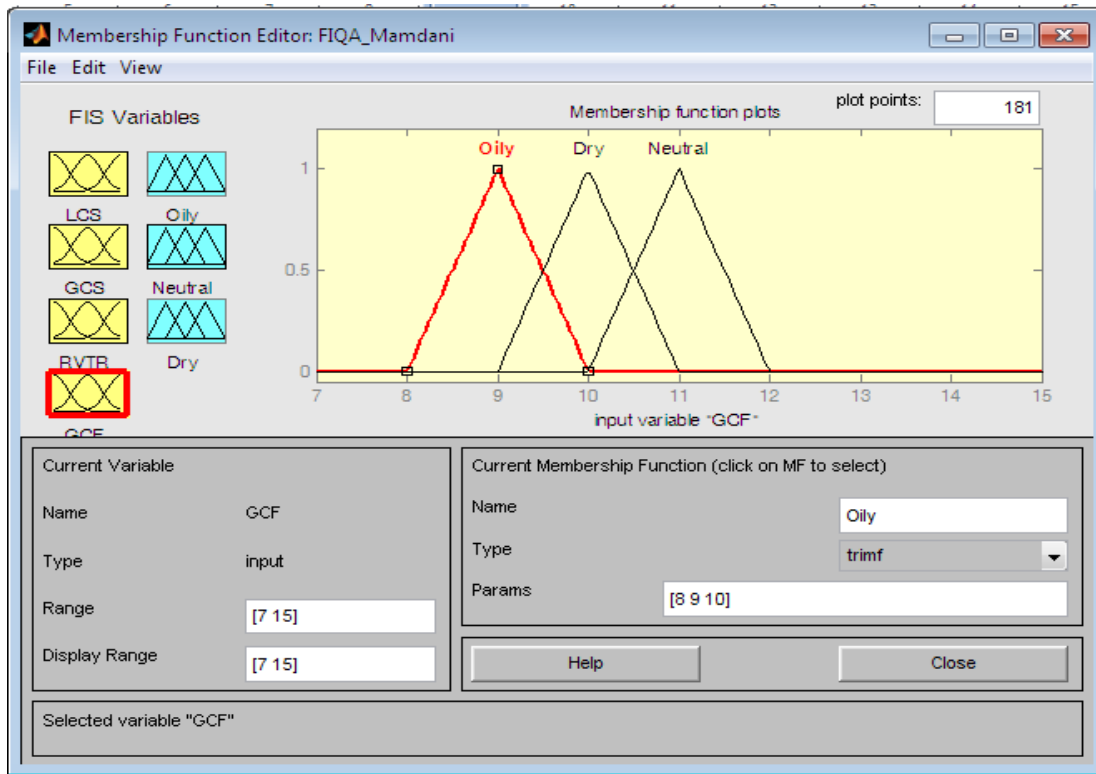 Membership Function Editor: FIQA_Mamdani
File Edit View
FIS Variables
plot points: 181
Membership function plots
LCS Oily
GCS Neutral
RVTR Dry
GCF
Oily Dry Neutral
1
0.5
0
7 8 9 10 11 12 13 14 15
input variable "GCF"
Current Variable
Name GCF
Type input
Range [7 15]
Display Range [7 15]
Current Membership Function (click on MF to select)
Name Oily
Type trimf
Params [8 9 10]
Help Close
Selected variable "GCF"